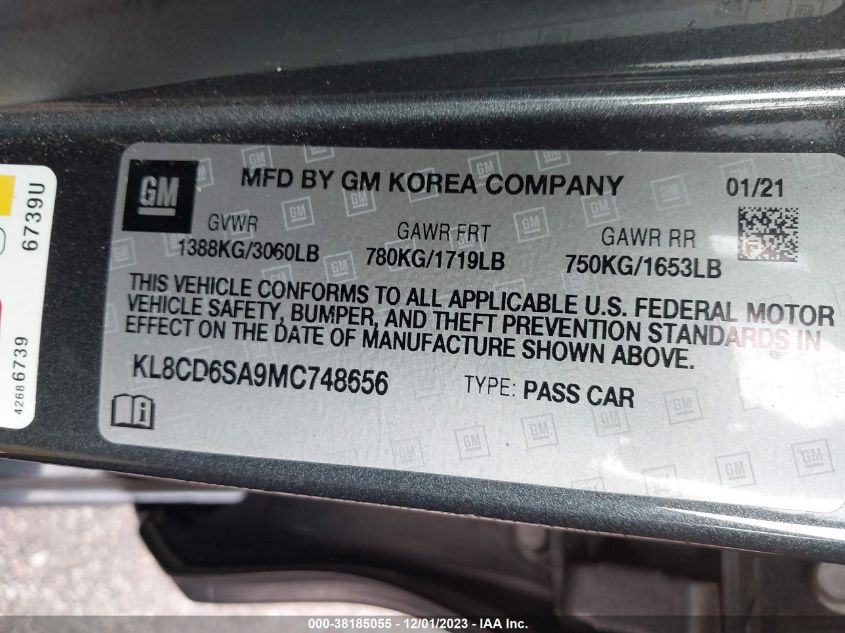 GM MFD BY GM KOREA COMPANY 01/21
GVWR GAWR FRT GAWR RR
1388KG/3060LB 780KG/1719LB 750KG/1653LB
THIS VEHICLE CONFORMS TO ALL APPLICABLE U.S. FEDERAL MOTOR
VEHICLE SAFETY, BUMPER, AND THEFT PREVENTION STANDARDS IN
EFFECT ON THE DATE OF MANUFACTURE SHOWN ABOVE.
KL8CD6SA9MC748656 TYPE: PASS CAR
6739U
42686739
000-38185055 - 12/01/2023 - IAA Inc.